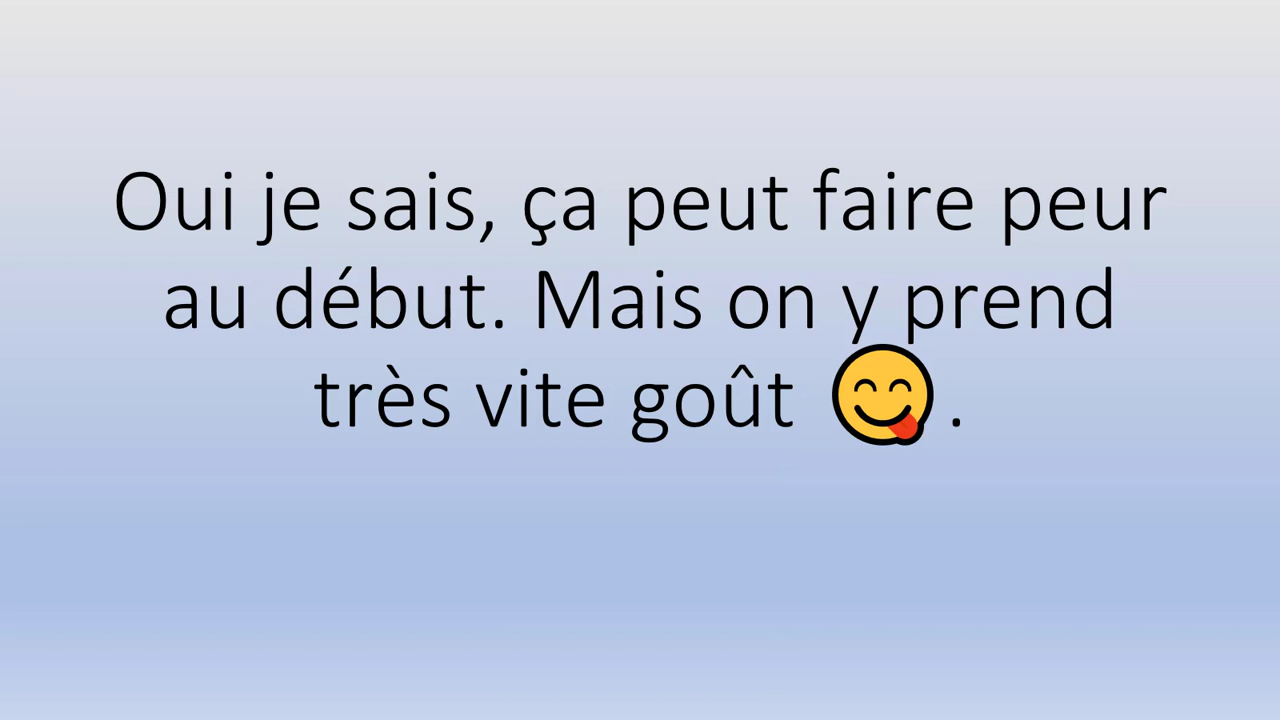 Oui je sais, ça peut faire peur
au début. Mais on y prend
très vite goût 😋.